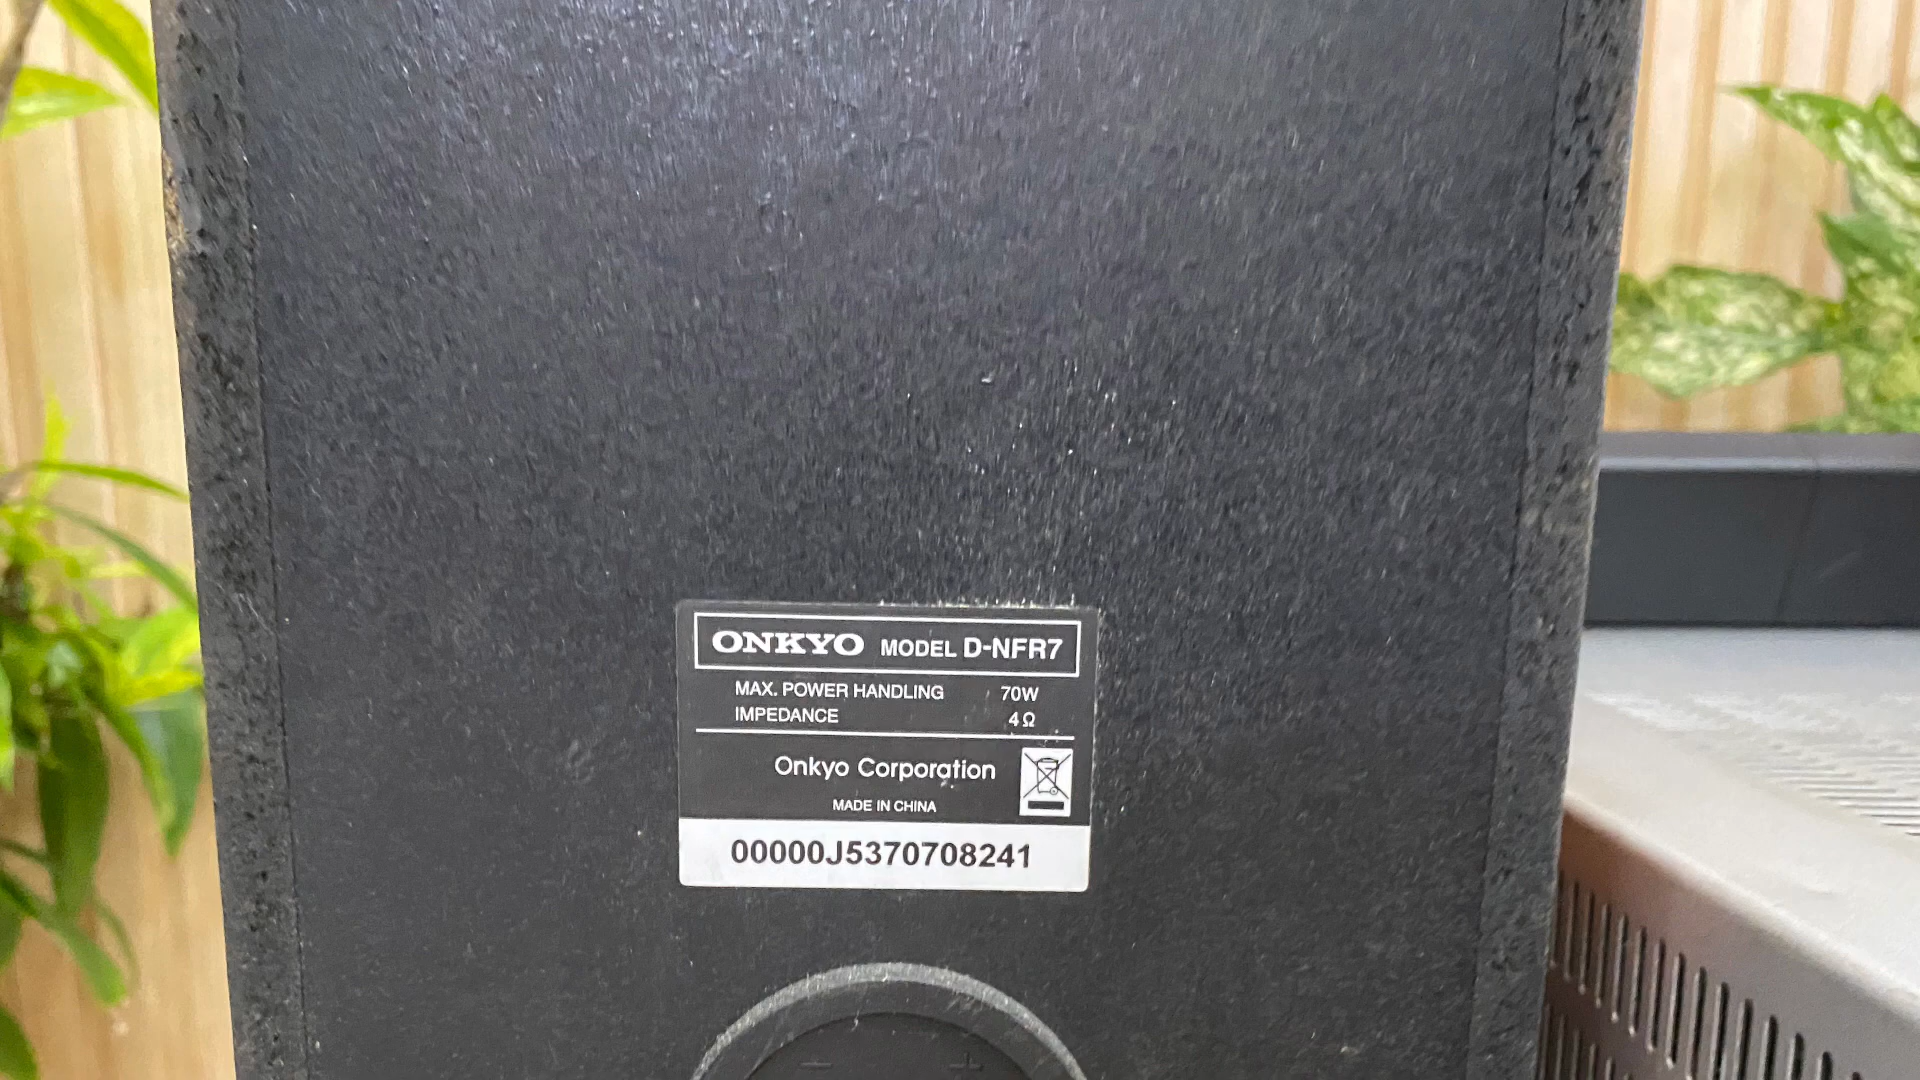 ONKYO MODEL D-NFR7
MAX. POWER HANDLING 70W
IMPEDANCE 4Ω
Onkyo Corporation
MADE IN CHINA
00000J5370708241
- +